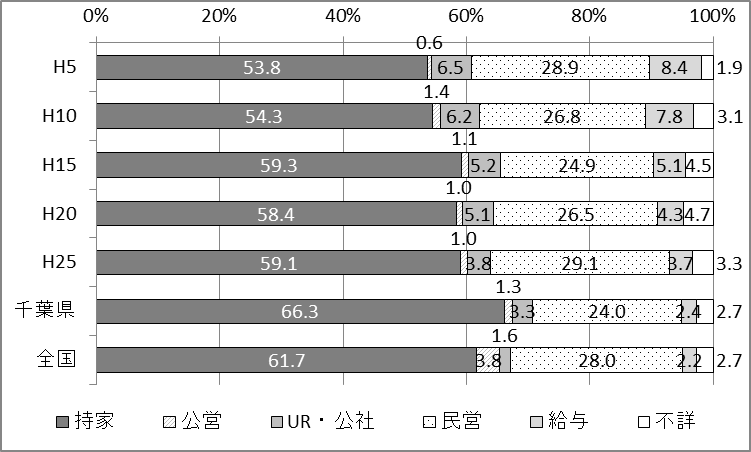 0% 20% 40% 60% 80% 100%
0.6
H5 53.8 6.5 28.9 8.4 1.9
1.4
H10 54.3 6.2 26.8 7.8 3.1
1.1
H15 59.3 5.2 24.9 5.1 4.5
1.0
H20 58.4 5.1 26.5 4.3 4.7
1.0
H25 59.1 3.8 29.1 3.7 3.3
1.3
千葉県 66.3 3.3 24.0 2.4 2.7
1.6
全国 61.7 3.8 28.0 2.2 2.7
持家 公営 UR・公社 民営 給与 不詳